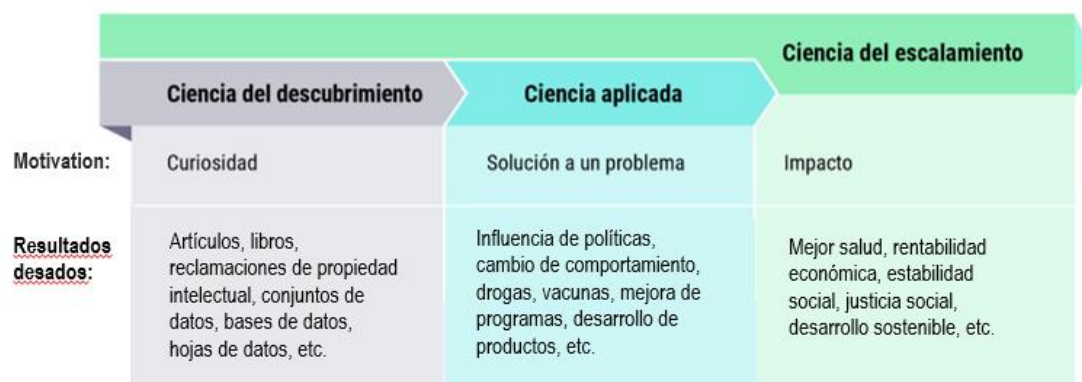 Ciencia del escalamiento
Ciencia del descubrimiento
Ciencia aplicada
Motivation:
Curiosidad
Solución a un problema
Impacto
Resultados
desados:
Artículos, libros,
reclamaciones de propiedad
intelectual, conjuntos de
datos, bases de datos,
hojas de datos, etc.
Influencia de políticas,
cambio de comportamiento,
drogas, vacunas, mejora de
programas, desarrollo de
productos, etc.
Mejor salud, rentabilidad
económica, estabilidad
social, justicia social,
desarrollo sostenible, etc.